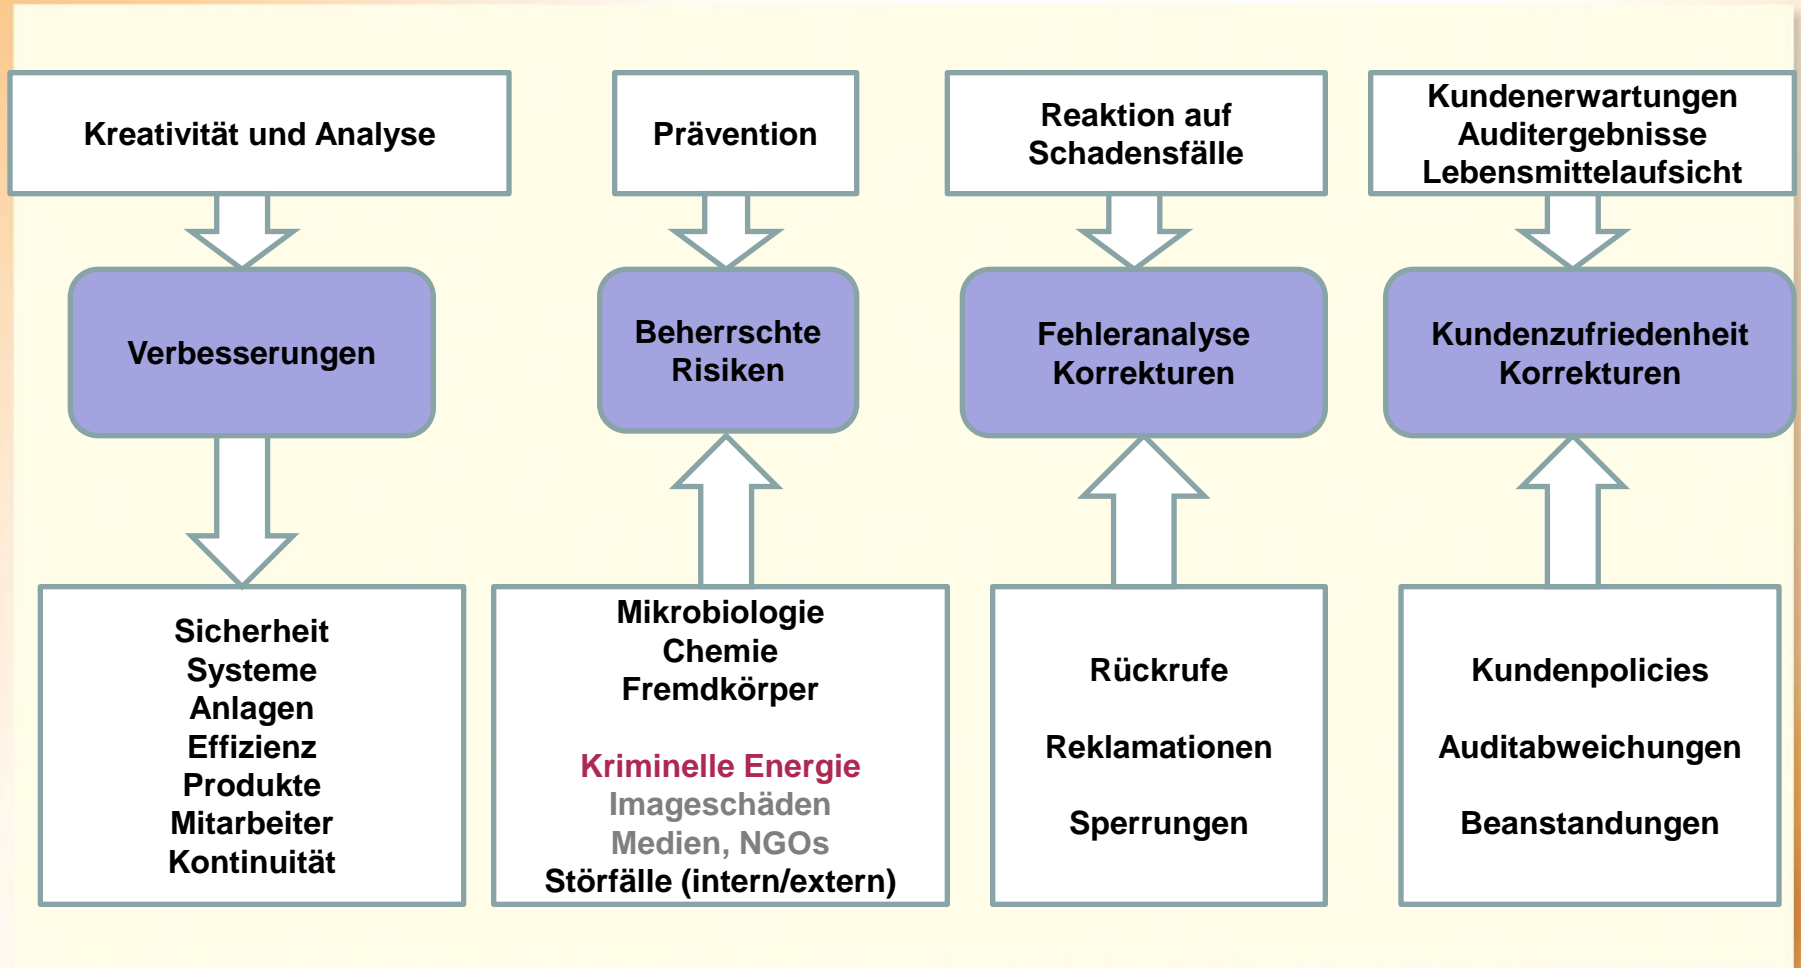 Kreativität und Analyse
Prävention
Reaktion auf
Schadensfälle
Kundenerwartungen
Auditergebnisse
Lebensmittelaufsicht
Verbesserungen
Beherrschte
Risiken
Fehleranalyse
Korrekturen
Kundenzufriedenheit
Korrekturen
Sicherheit
Systeme
Anlagen
Effizienz
Produkte
Mitarbeiter
Kontinuität
Mikrobiologie
Chemie
Fremdkörper
Kriminelle Energie
Imageschäden
Medien, NGOs
Störfälle (intern/extern)
Rückrufe
Reklamationen
Sperrungen
Kundenpolicies
Auditabweichungen
Beanstandungen